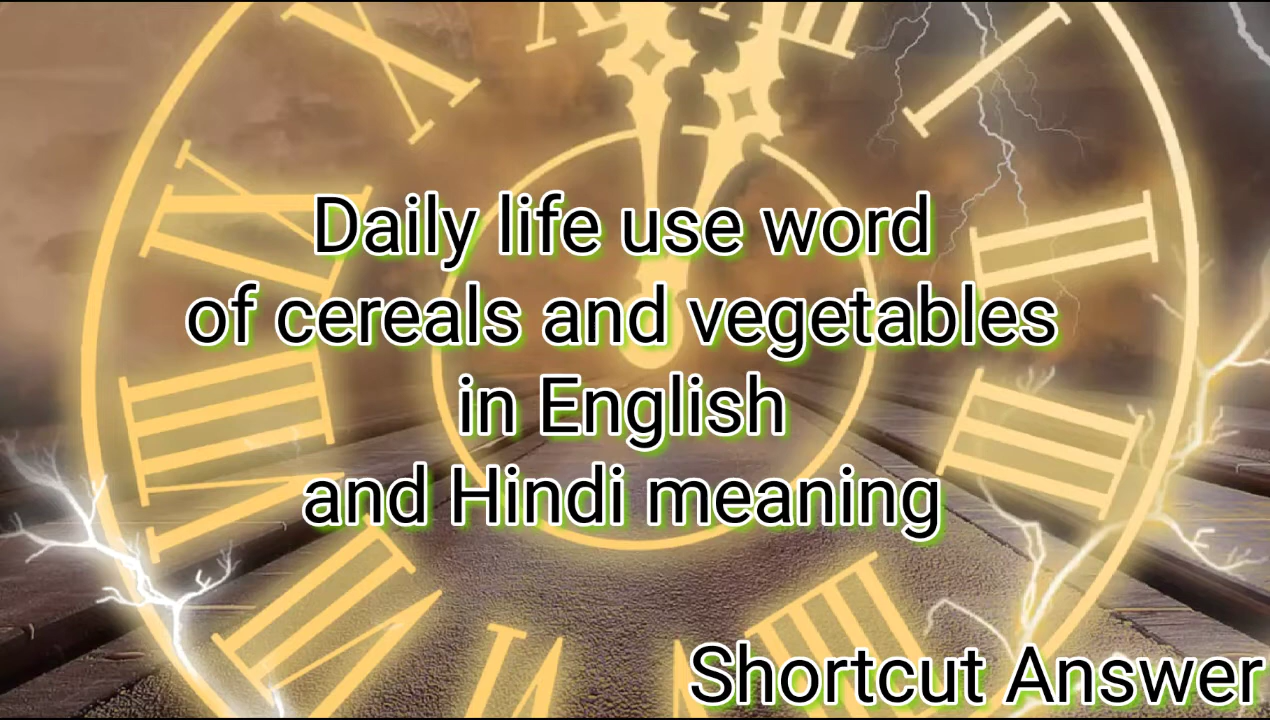 Daily life use word
of cereals and vegetables
in English
and Hindi meaning
Shortcut Answer